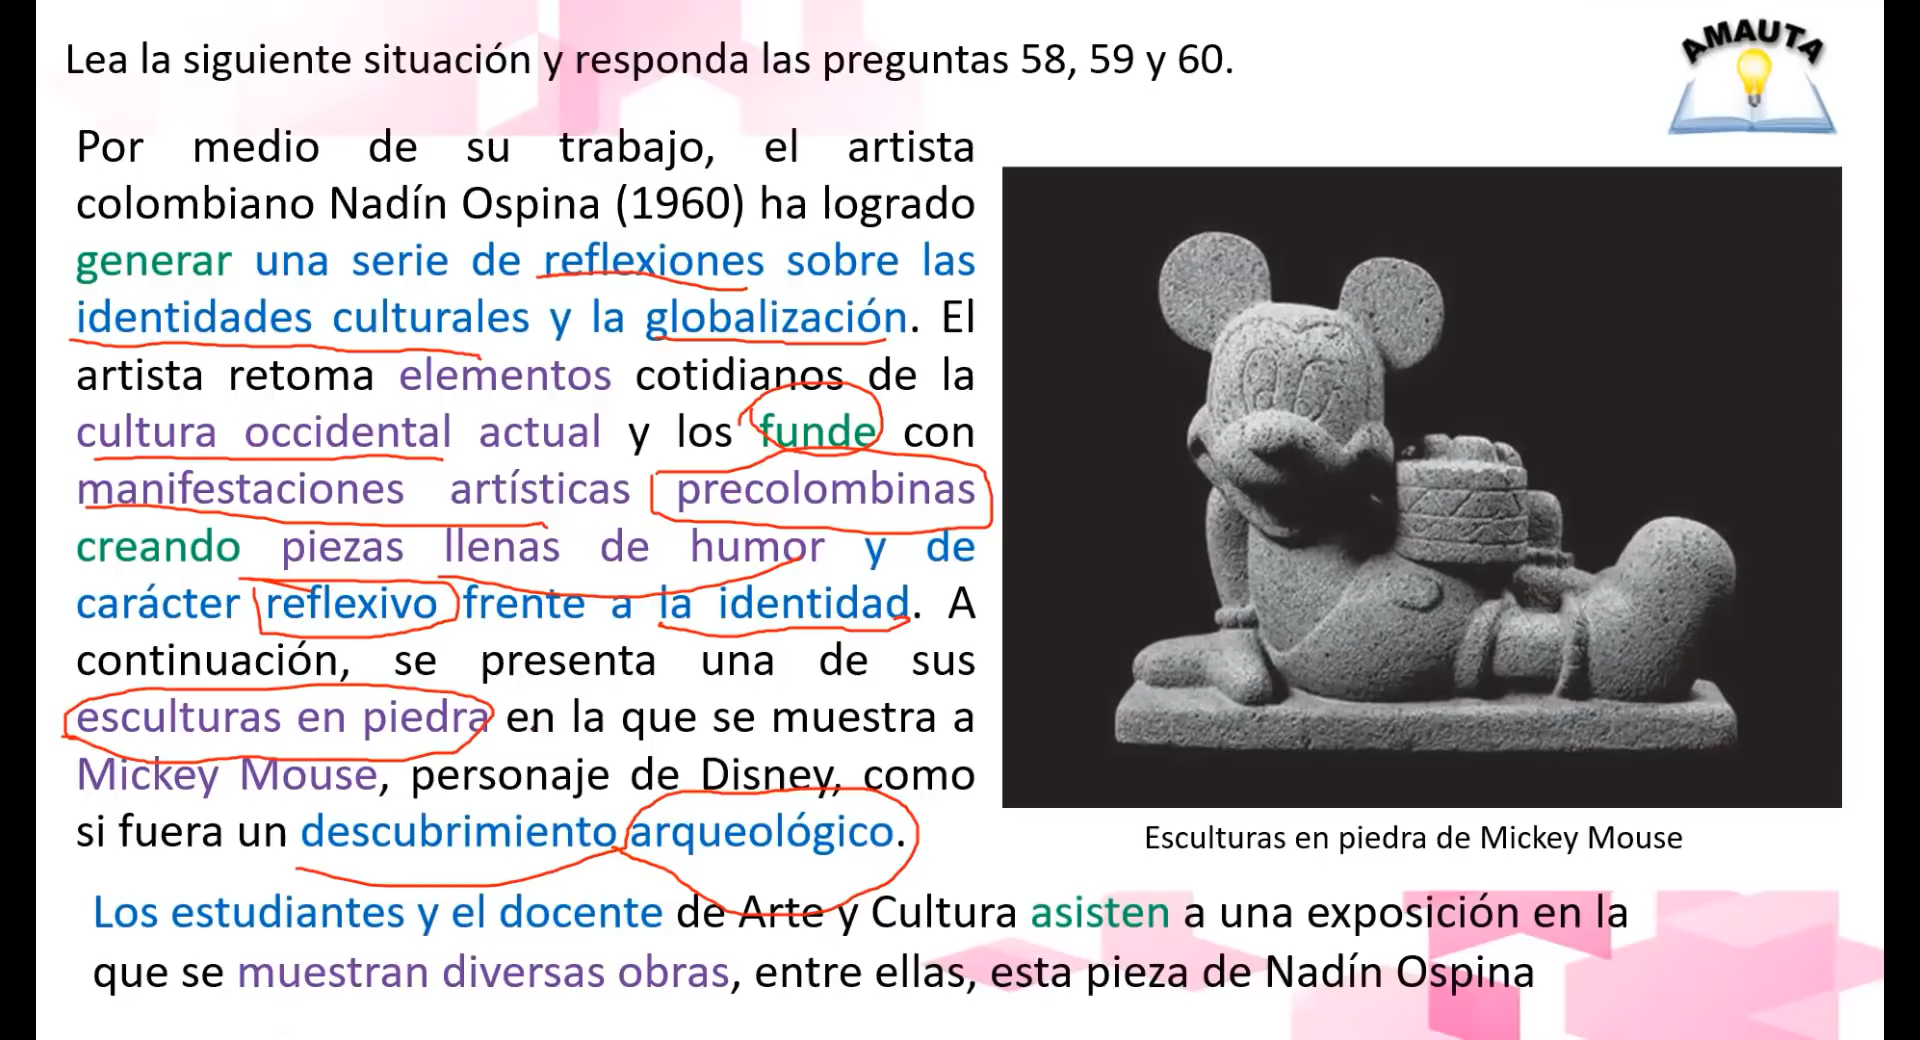 AMAUTA
Lea la siguiente situación y responda las preguntas 58, 59 y 60.
Por medio de su trabajo, el artista
colombiano Nadín Ospina (1960) ha logrado
generar una serie de reflexiones sobre las
identidades culturales y la globalización. El
artista retoma elementos cotidianos de la
cultura occidental actual y los funde con
manifestaciones artísticas precolombinas
creando piezas llenas de humor y de
carácter reflexivo frente a la identidad. A
continuación, se presenta una de sus
esculturas en piedra en la que se muestra a
Mickey Mouse, personaje de Disney, como
si fuera un descubrimiento arqueológico.
Esculturas en piedra de Mickey Mouse
Los estudiantes y el docente de Arte y Cultura asisten a una exposición en la
que se muestran diversas obras, entre ellas, esta pieza de Nadín Ospina